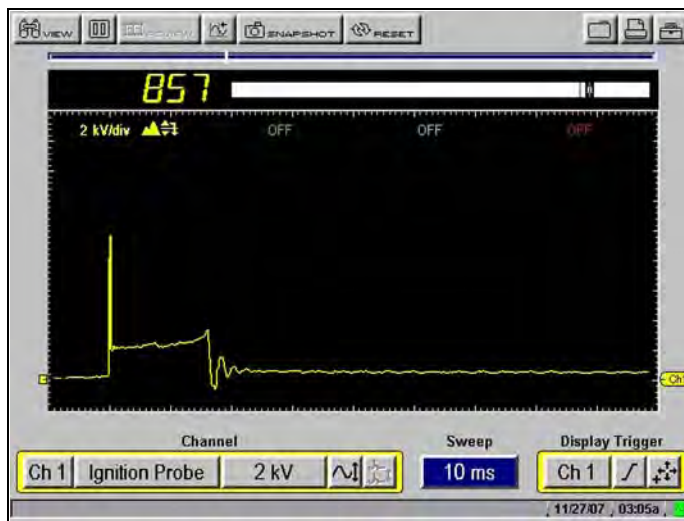 VIEW SNAPSHOT RESET
857
2 kV/div OFF OFF OFF
Ch1
Channel Sweep Display Trigger
Ch 1 Ignition Probe 2 kV 10 ms Ch 1
11/27/07 03:05a